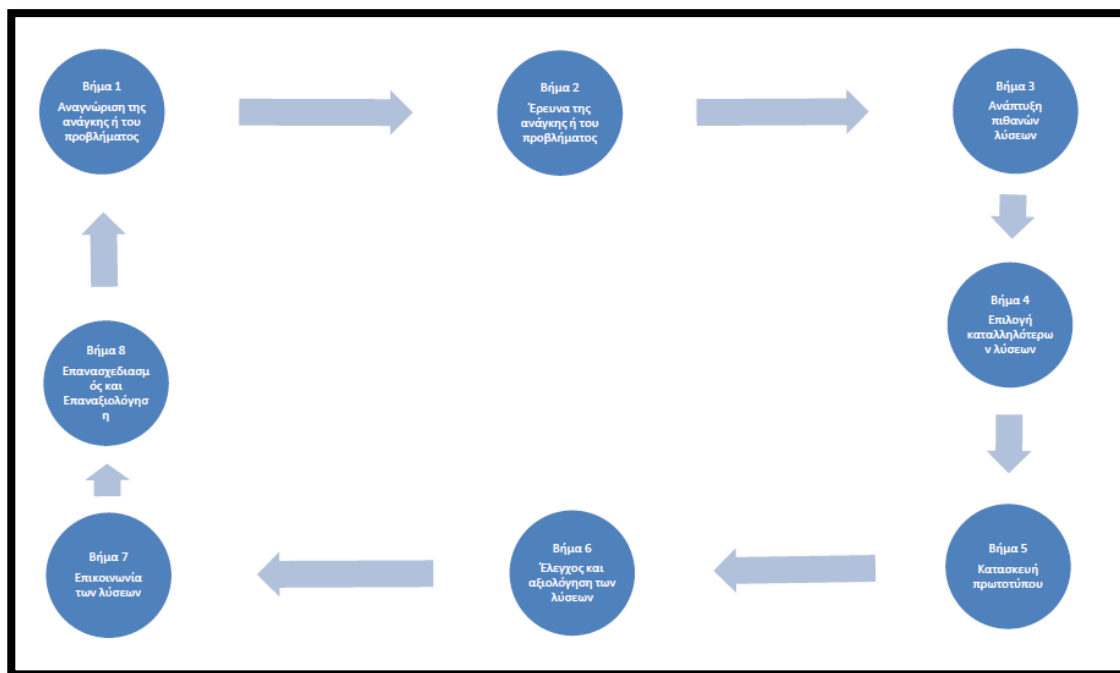 Βήμα 1
Αναγνώριση της
ανάγκης ή του
προβλήματος
Βήμα 2
Έρευνα της
ανάγκης ή του
προβλήματος
Βήμα 3
Ανάπτυξη
πιθανών
λύσεων
Βήμα 4
Επιλογή
καταλληλότερω
ν λύσεων
Βήμα 5
Κατασκευή
πρωτοτύπου
Βήμα 6
Έλεγχος και
αξιολόγηση των
λύσεων
Βήμα 7
Επικοινωνία
των λύσεων
Βήμα 8
Επανασχεδιασμ
ός και
Επαναξιολόγησ
η